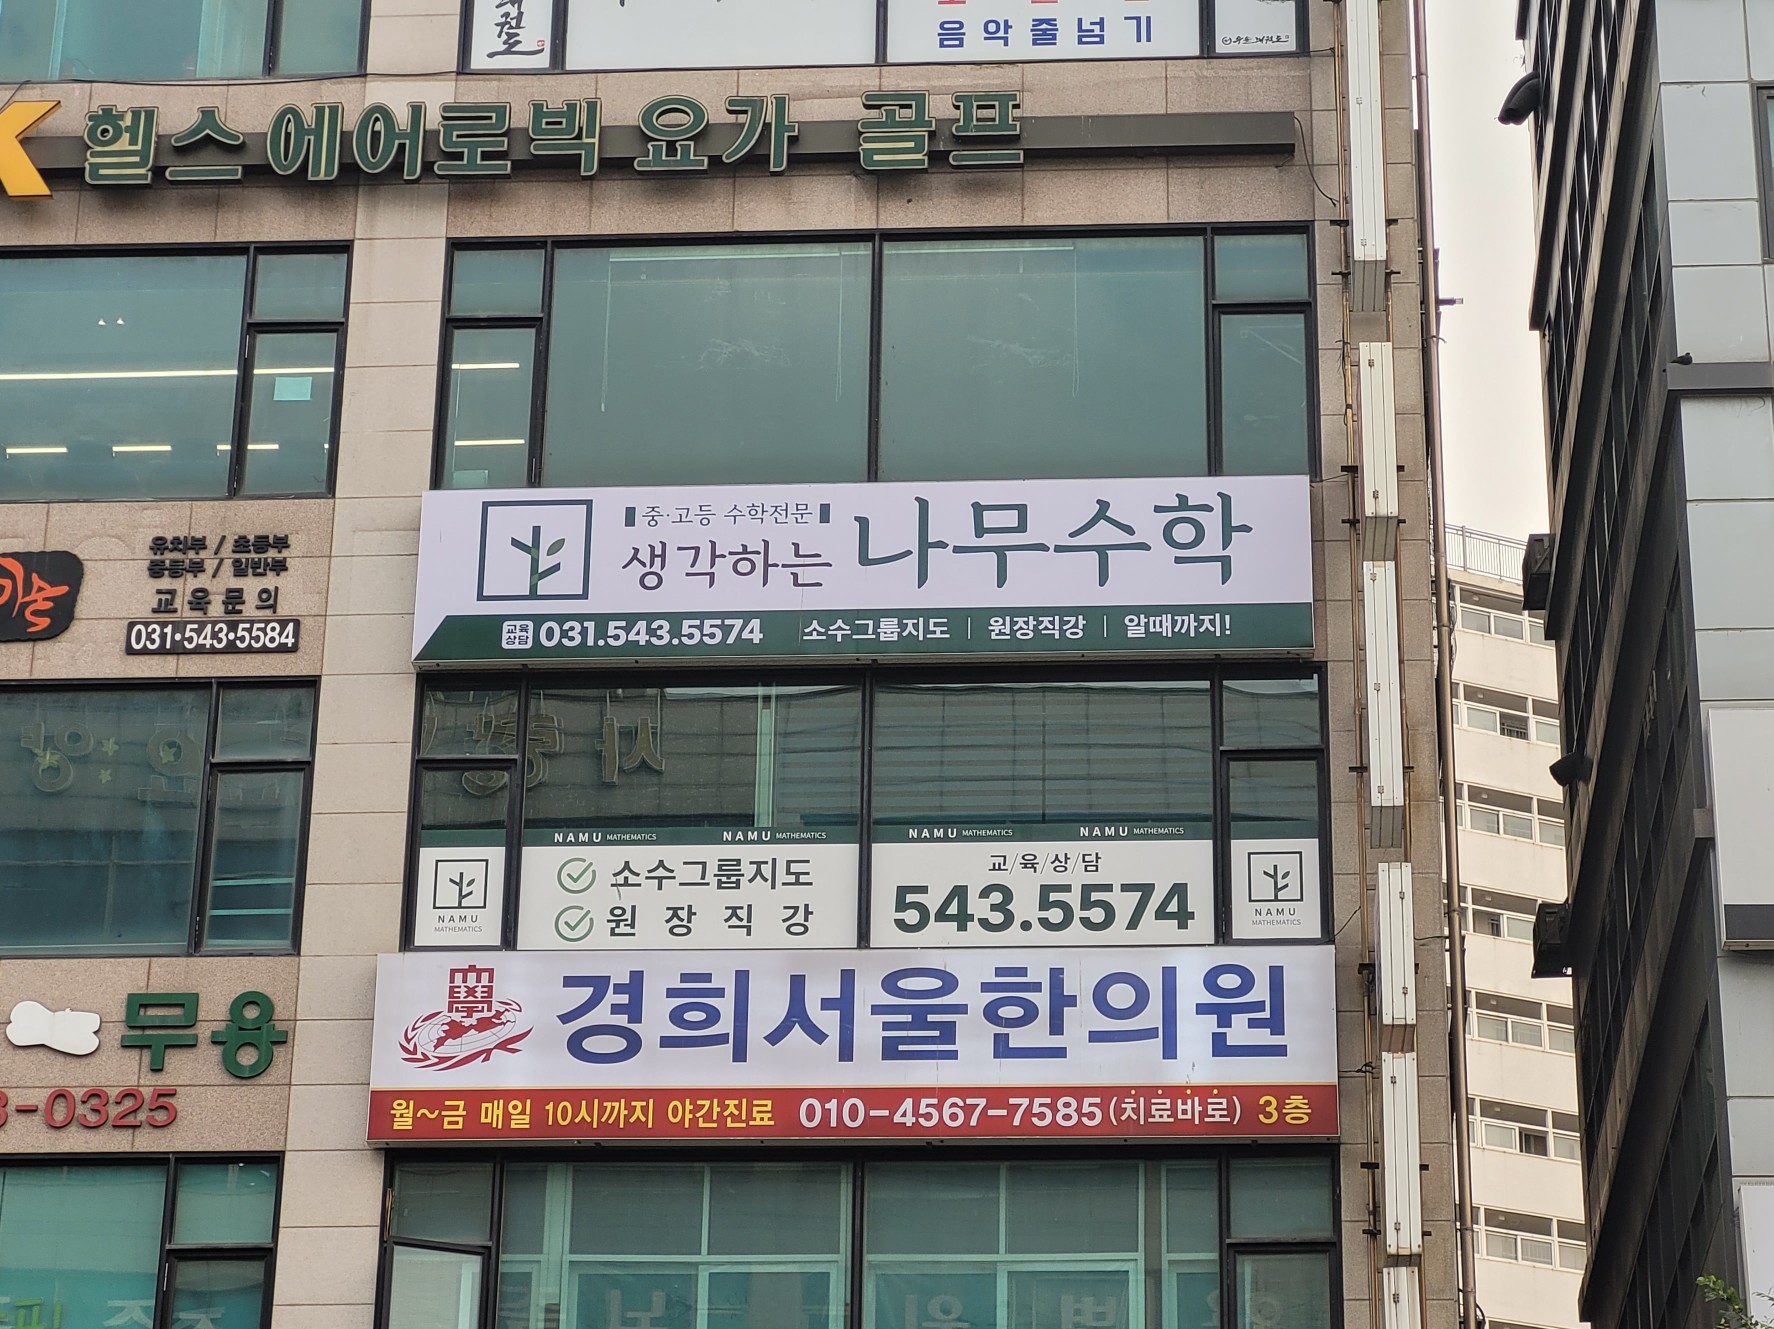 음악줄넘기
헬스에어로빅 요가 골프
유치부 / 초등부
중등부 / 일반부
교육문의
031·543·5584
중·고등 수학전문
생각하는 나무수학
교육상담 031.543.5574 소수그룹지도 | 원장직강 | 알때까지!
NAMU MATHEMATICS NAMU MATHEMATICS NAMU MATHEMATICS NAMU MATHEMATICS
소수그룹지도
원장직강
교/육/상/담
543.5574
NAMU
MATHEMATICS
NAMU
MATHEMATICS
무용
-0325
경희서울한의원
월~금 매일 10시까지 야간진료 010-4567-7585(치료바로) 3층